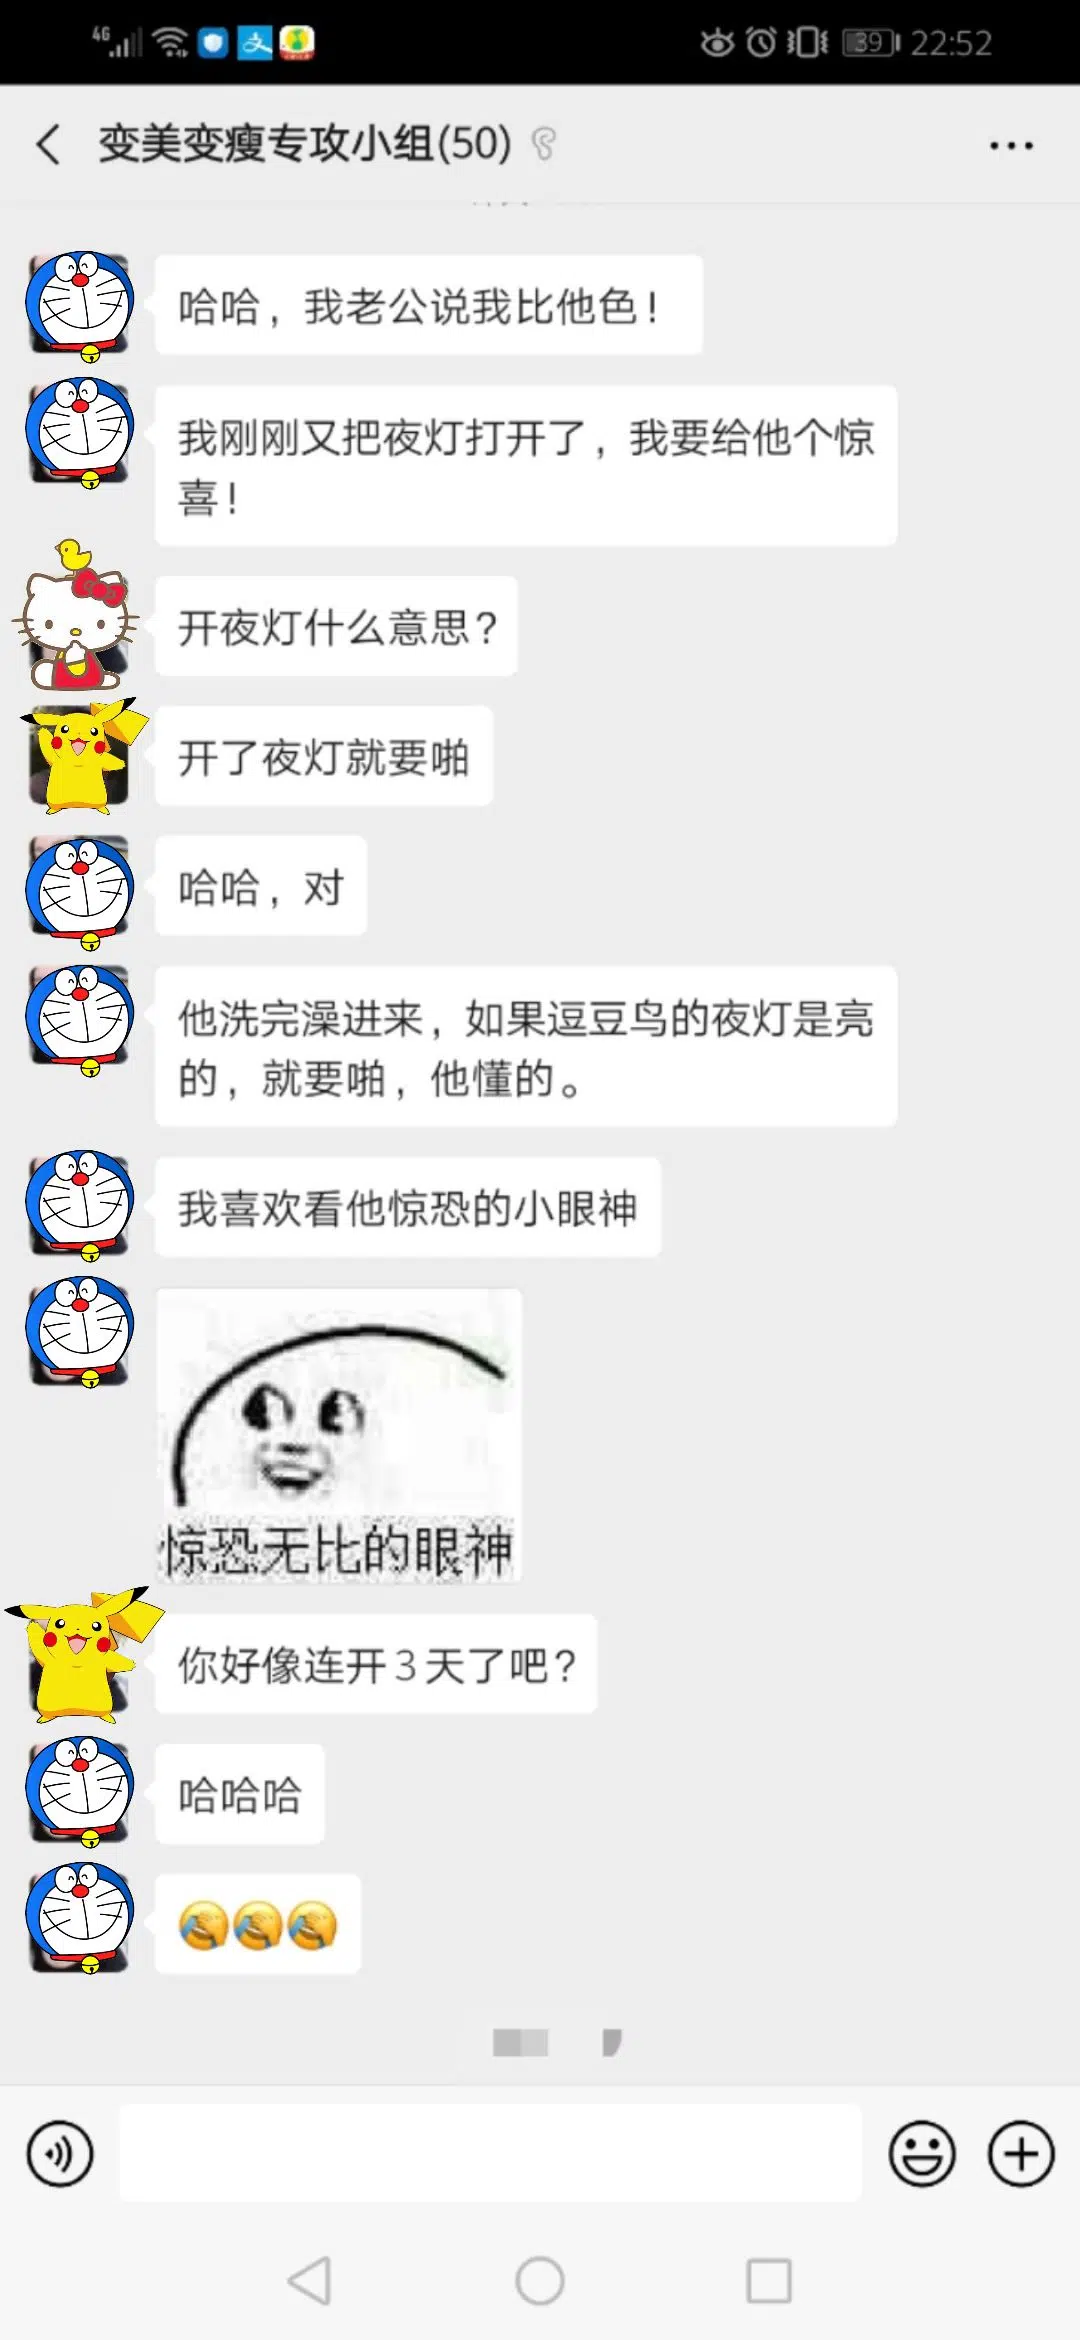 4G 39 22:52
变美变瘦专攻小组(50)
哈哈，我老公说我比他色！
我刚刚又把夜灯打开了，我要给他个惊
喜！
开夜灯什么意思？
开了夜灯就要啪
哈哈，对
他洗完澡进来，如果逗豆鸟的夜灯是亮
的，就要啪，他懂的。
我喜欢看他惊恐的小眼神
惊恐无比的眼神
你好像连开3天了吧？
哈哈哈